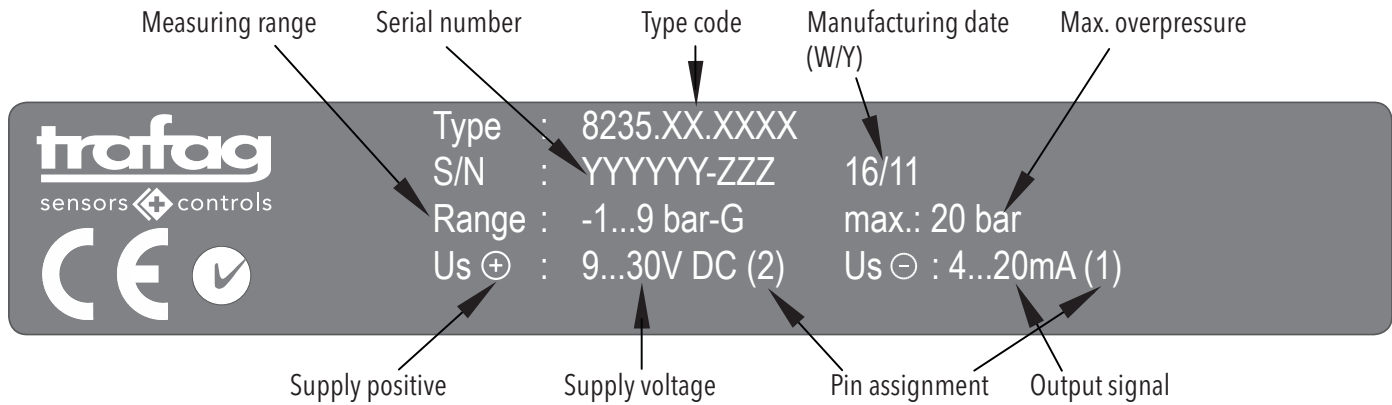 Measuring range Serial number Type code Manufacturing date Max. overpressure
(W/Y)
trafag
sensors controls
CE
Type : 8235.XX.XXXX
S/N : YYYYYY-ZZZ 16/11
Range : -1...9 bar-G max.: 20 bar
Us + : 9...30V DC (2) Us - : 4...20mA (1)
Supply positive Supply voltage Pin assignment Output signal